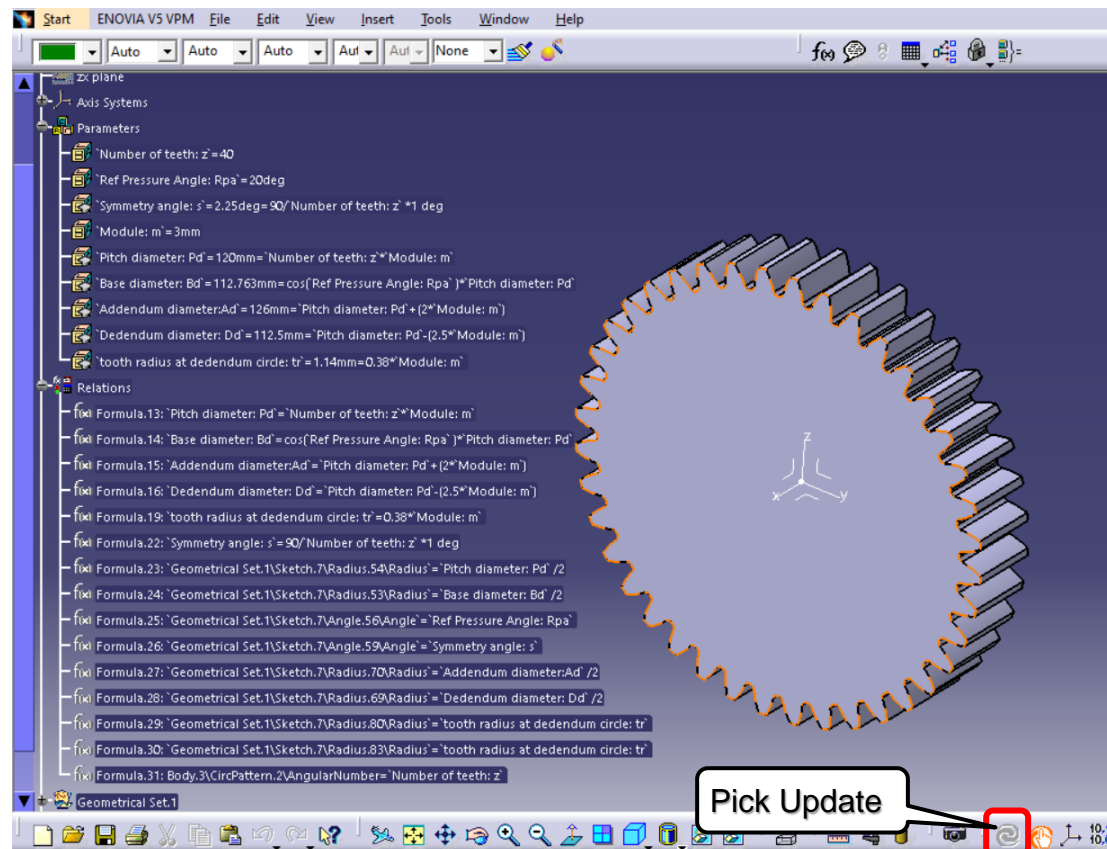 Start ENOVIA V5 VPM File Edit View Insert Tools Window Help
Auto Auto Auto Aut Aut None
zx plane
Axis Systems
Parameters
`Number of teeth: z`=40
`Ref Pressure Angle: Rpa`=20deg
`Symmetry angle: s`=2.25deg=90/`Number of teeth: z` *1 deg
`Module: m`=3mm
`Pitch diameter: Pd`=120mm=`Number of teeth: z`*`Module: m`
`Base diameter: Bd`=112.763mm=cos(`Ref Pressure Angle: Rpa` )*`Pitch diameter: Pd`
`Addendum diameter:Ad`=126mm=`Pitch diameter: Pd`+(2*`Module: m`)
`Dedendum diameter: Dd`=112.5mm=`Pitch diameter: Pd`-(2.5*`Module: m`)
`tooth radius at dedendum circle: tr`=1.14mm=0.38*`Module: m`
Relations
Formula.13: `Pitch diameter: Pd`=`Number of teeth: z`*`Module: m`
Formula.14: `Base diameter: Bd`=cos(`Ref Pressure Angle: Rpa` )*`Pitch diameter: Pd`
Formula.15: `Addendum diameter:Ad`=`Pitch diameter: Pd`+(2*`Module: m`)
Formula.16: `Dedendum diameter: Dd`=`Pitch diameter: Pd`-(2.5*`Module: m`)
Formula.19: `tooth radius at dedendum circle: tr`=0.38*`Module: m`
Formula.22: `Symmetry angle: s`=90/`Number of teeth: z` *1 deg
Formula.23: `Geometrical Set.1\Sketch.7\Radius.54\Radius`=`Pitch diameter: Pd` /2
Formula.24: `Geometrical Set.1\Sketch.7\Radius.53\Radius`=`Base diameter: Bd` /2
Formula.25: `Geometrical Set.1\Sketch.7\Angle.56\Angle`=`Ref Pressure Angle: Rpa`
Formula.26: `Geometrical Set.1\Sketch.7\Angle.59\Angle`=`Symmetry angle: s`
Formula.27: `Geometrical Set.1\Sketch.7\Radius.70\Radius`=`Addendum diameter:Ad` /2
Formula.28: `Geometrical Set.1\Sketch.7\Radius.69\Radius`=`Dedendum diameter: Dd` /2
Formula.29: `Geometrical Set.1\Sketch.7\Radius.80\Radius`=`tooth radius at dedendum circle: tr`
Formula.30: `Geometrical Set.1\Sketch.7\Radius.83\Radius`=`tooth radius at dedendum circle: tr`
Formula.31: Body.3\CircPattern.2\AngularNumber=`Number of teeth: z`
Geometrical Set.1
z
x y
Pick Update